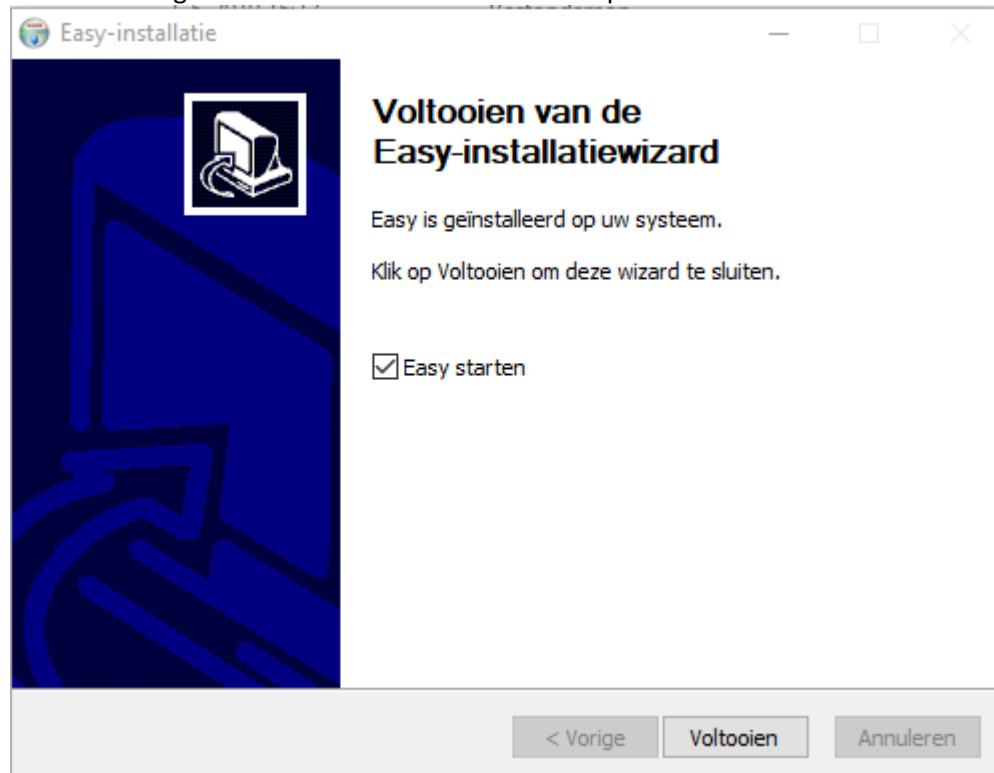 Easy-installatie
Voltooien van de
Easy-installatiewizard
Easy is geïnstalleerd op uw systeem.
Klik op Voltooien om deze wizard te sluiten.
Easy starten
< Vorige
Voltooien
Annuleren